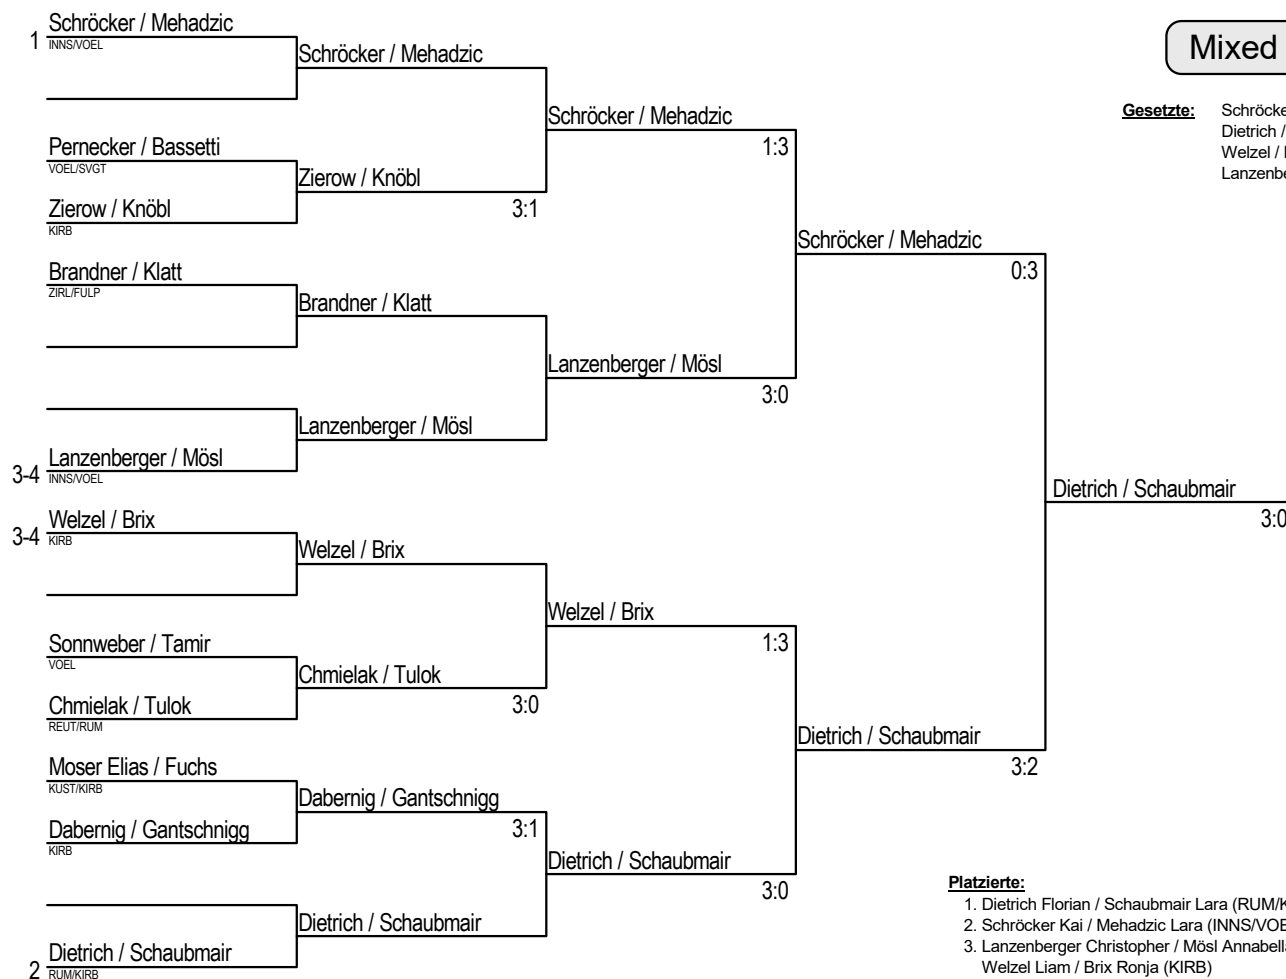 Mixed
Gesetzte:
Schröcke
Dietrich /
Welzel /
Lanzenbe
1
Schröcker / Mehadzic
INNS/VOEL
Pernecker / Bassetti
VOEL/SVGT
Zierow / Knöbl
KIRB
Brandner / Klatt
ZIRL/FULP
3-4
Lanzenberger / Mösl
INNS/VOEL
3-4
Welzel / Brix
KIRB
Sonnweber / Tamir
VOEL
Chmielak / Tulok
REUT/RUM
Moser Elias / Fuchs
KUST/KIRB
Dabernig / Gantschnigg
KIRB
2
Dietrich / Schaubmair
RUM/KIRB
Schröcker / Mehadzic
Zierow / Knöbl
3:1
Brandner / Klatt
Lanzenberger / Mösl
Welzel / Brix
Chmielak / Tulok
3:0
Dabernig / Gantschnigg
3:1
Dietrich / Schaubmair
Schröcker / Mehadzic
1:3
Lanzenberger / Mösl
3:0
Welzel / Brix
1:3
Dietrich / Schaubmair
3:0
Schröcker / Mehadzic
0:3
Dietrich / Schaubmair
3:2
Dietrich / Schaubmair
3:0
Platzierte:
1. Dietrich Florian / Schaubmair Lara (RUM/K
2. Schröcker Kai / Mehadzic Lara (INNS/VOE
3. Lanzenberger Christopher / Mösl Annabell
Welzel Liam / Brix Ronja (KIRB)